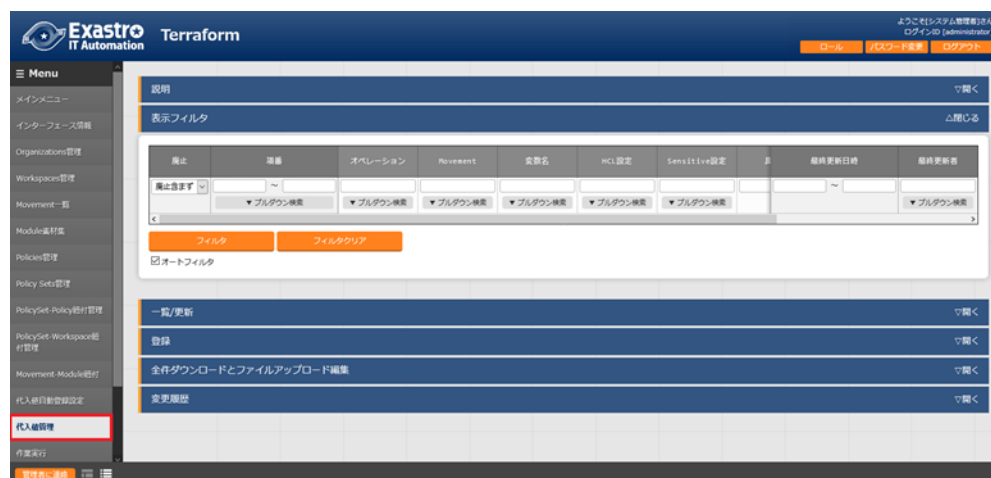 Exastro
IT Automation
Terraform
ようこそ[システム管理者]さん
ログインID [administrator
ロール
パスワード変更
ログアウト
☰ Menu
メインメニュー
インターフェース情報
Organizations管理
Workspaces管理
Movement一覧
Module素材集
Policies管理
Policy Sets管理
PolicySet-Policy紐付管理
PolicySet-Workspace紐
付管理
Movement-Module紐付
代入値自動登録設定
代入値管理
作業実行
管理者に連絡
説明
▽開く
表示フィルタ
△閉じる
廃止
項番
オペレーション
Movement
変数名
HCL設定
Sensitive設定
最終更新日時
最終更新者
廃止含まず
~
~
▼ プルダウン検索
▼ プルダウン検索
▼ プルダウン検索
▼ プルダウン検索
▼ プルダウン検索
▼ プルダウン検索
▼ プルダウン検索
フィルタ
フィルタクリア
オートフィルタ
一覧/更新
▽開く
登録
▽開く
全件ダウンロードとファイルアップロード編集
▽開く
変更履歴
▽開く